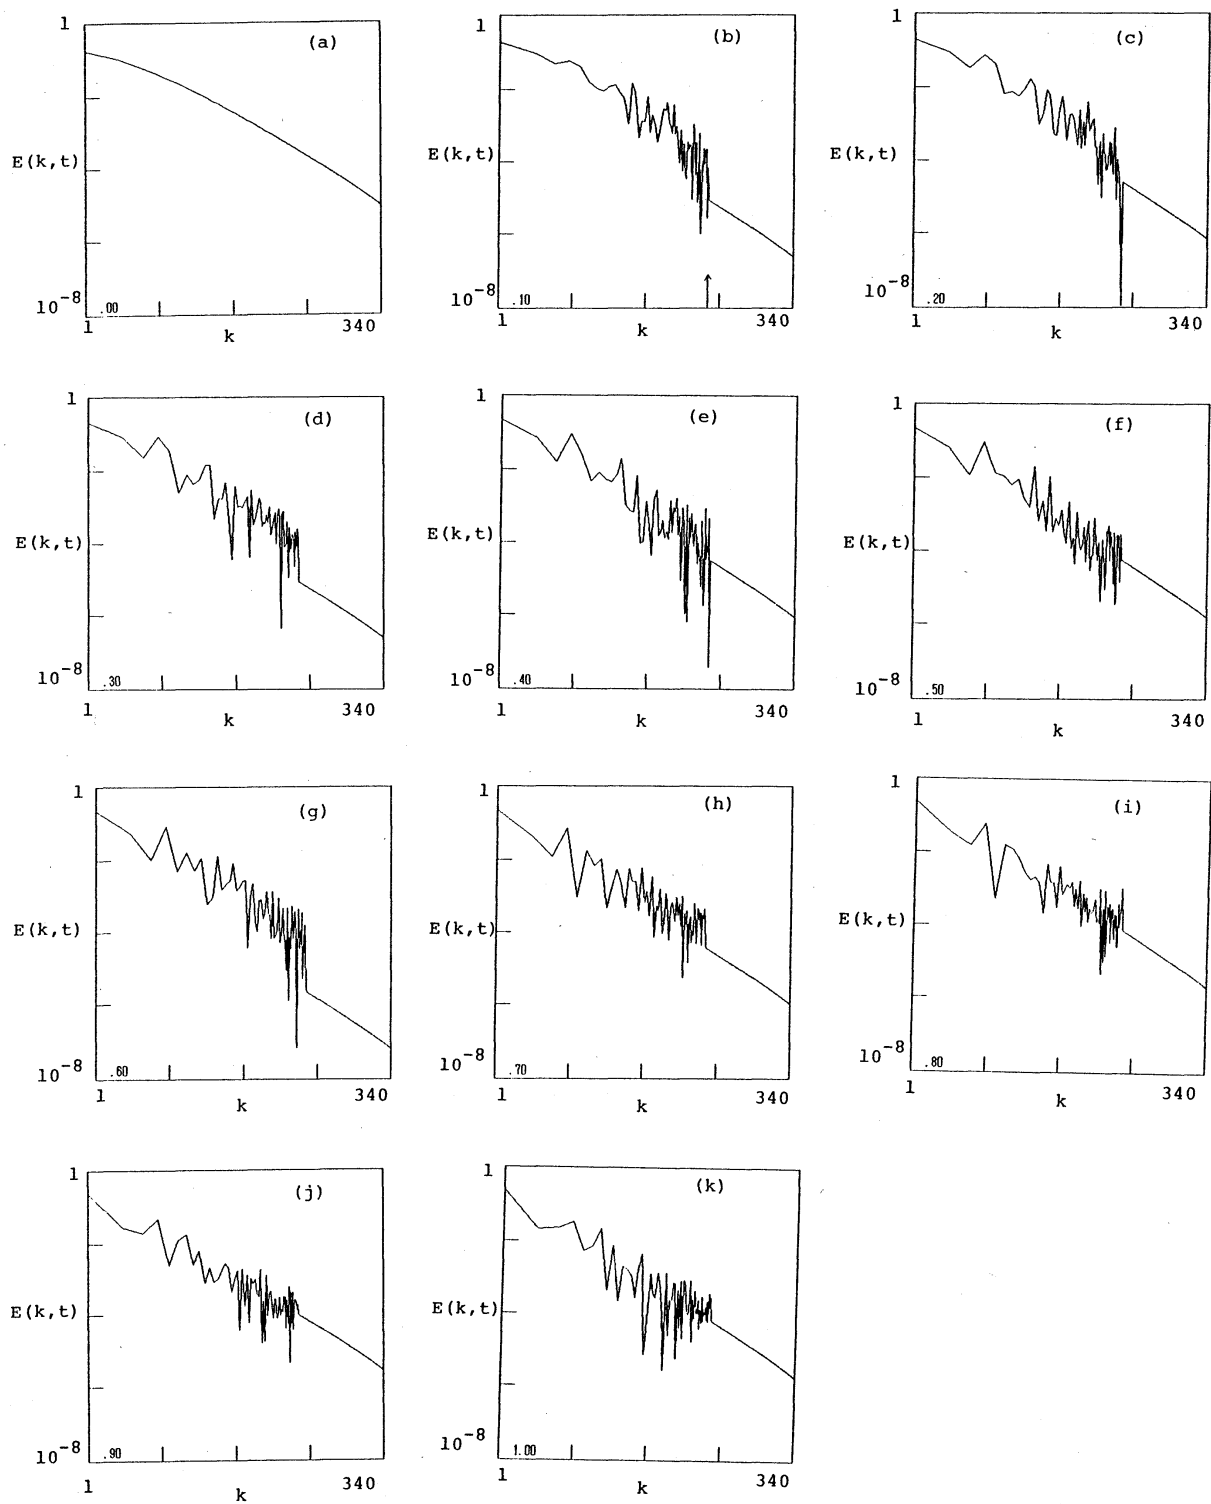 1
(a)
E(k,t)
10-8
.00
1
k
340
1
(b)
E(k,t)
10-8
.10
k
340
1
(c)
E(k,t)
10-8
.20
1
k
340
1
(d)
E(k,t)
10-8
.30
1
k
340
1
(e)
E(k,t)
10-8
.40
1
k
340
1
(f)
E(k,t)
10-8
.50
1
k
340
1
(g)
E(k,t)
10-8
.60
1
k
340
1
(h)
E(k,t)
10-8
.70
1
k
340
1
(i)
E(k,t)
10-8
.80
1
k
340
1
(j)
E(k,t)
10-8
.90
1
k
340
1
(k)
E(k,t)
10-8
1.00
1
k
340